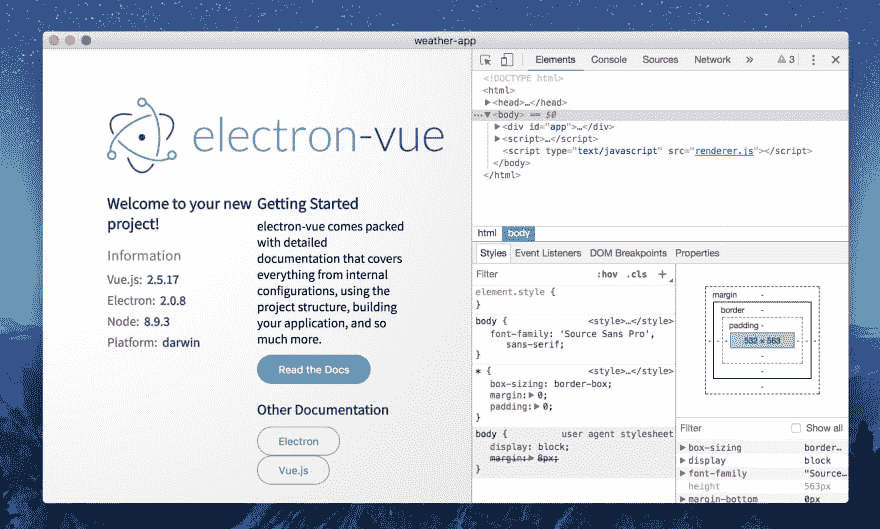 weather-app
electron-vue
Welcome to your new
project!
Information
Vue.js: 2.5.17
Electron: 2.0.8
Node: 8.9.3
Platform: darwin
Getting Started
electron-vue comes packed
with detailed
documentation that covers
everything from internal
configurations, using the
project structure, building
your application, and so
much more.
Read the Docs
Other Documentation
Electron
Vue.js
Elements Console Sources Network » 3
<!DOCTYPE html>
<html>
<head>…</head>
…<body> == $0
<div id="app">…</div>
<script>…</script>
<script type="text/javascript" src="renderer.js"></script>
</body>
</html>
html body
Styles Event Listeners DOM Breakpoints Properties
Filter :hov .cls +
element.style {
}
body { <style>…</style>
font-family: 'Source Sans Pro',
sans-serif;
}
* { <style>…</style>
box-sizing: border-box;
margin: 0;
padding: 0;
}
body { user agent stylesheet
display: block;
margin: 8px;
}
margin -
border -
padding -
532 × 563
Filter Show all
box-sizing border…
display block
font-family "Source…
height 563px
margin-bottom 0px